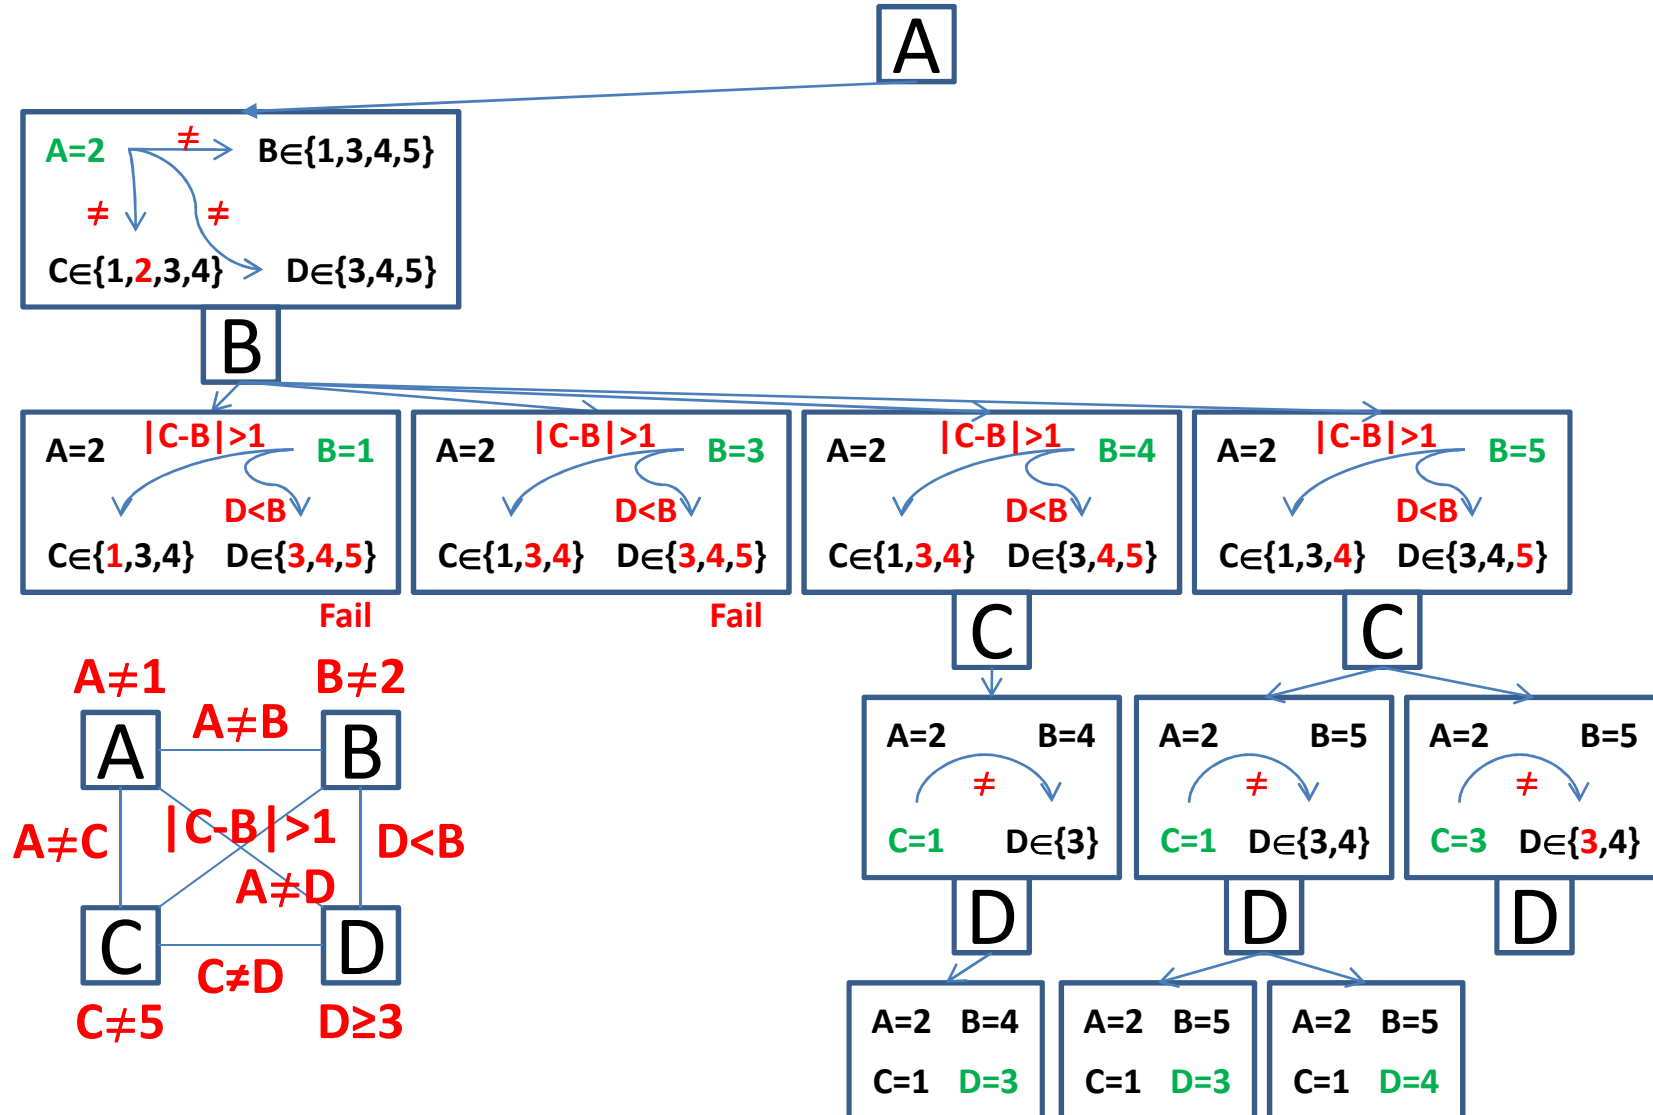 A
A=2 ≠ B∈{1,3,4,5}
≠ ≠
C∈{1,2,3,4} D∈{3,4,5}
B
A=2 |C-B|>1 B=1
D<B
C∈{1,3,4} D∈{3,4,5}
Fail
A=2 |C-B|>1 B=3
D<B
C∈{1,3,4} D∈{3,4,5}
Fail
A=2 |C-B|>1 B=4
D<B
C∈{1,3,4} D∈{3,4,5}
A=2 |C-B|>1 B=5
D<B
C∈{1,3,4} D∈{3,4,5}
C
C
A≠1 B≠2
A≠B
A B
A≠C |C-B|>1 D<B
A≠D
C D
C≠D
C≠5 D≥3
A=2 B=4
≠
C=1 D∈{3}
A=2 B=5
≠
C=1 D∈{3,4}
A=2 B=5
≠
C=3 D∈{3,4}
D
D
D
A=2 B=4
C=1 D=3
A=2 B=5
C=1 D=3
A=2 B=5
C=1 D=4